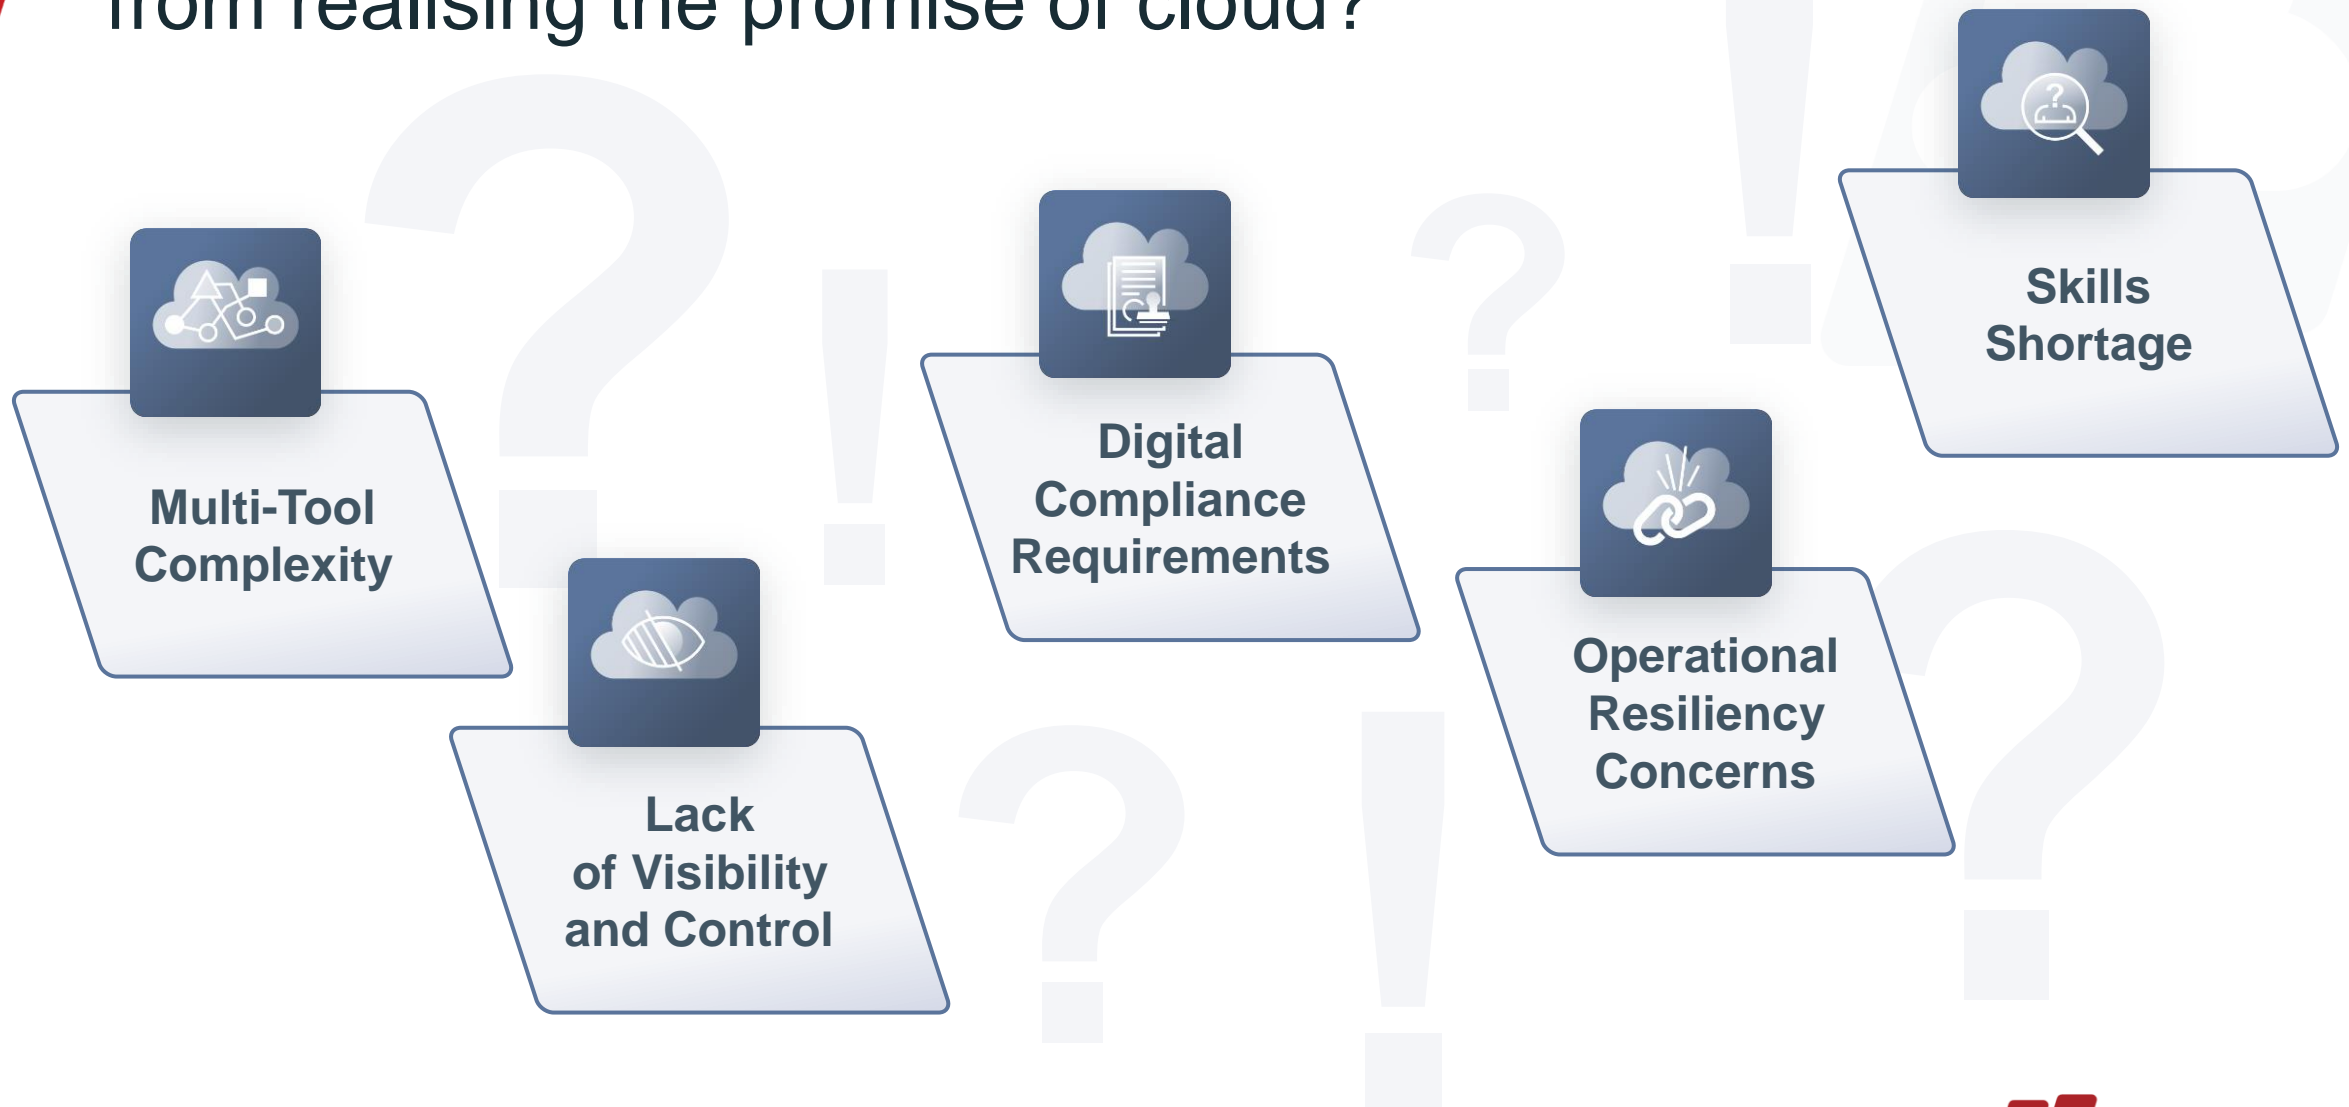 from realising the promise of cloud?
Multi-Tool
Complexity
Lack
of Visibility
and Control
Digital
Compliance
Requirements
Operational
Resiliency
Concerns
Skills
Shortage